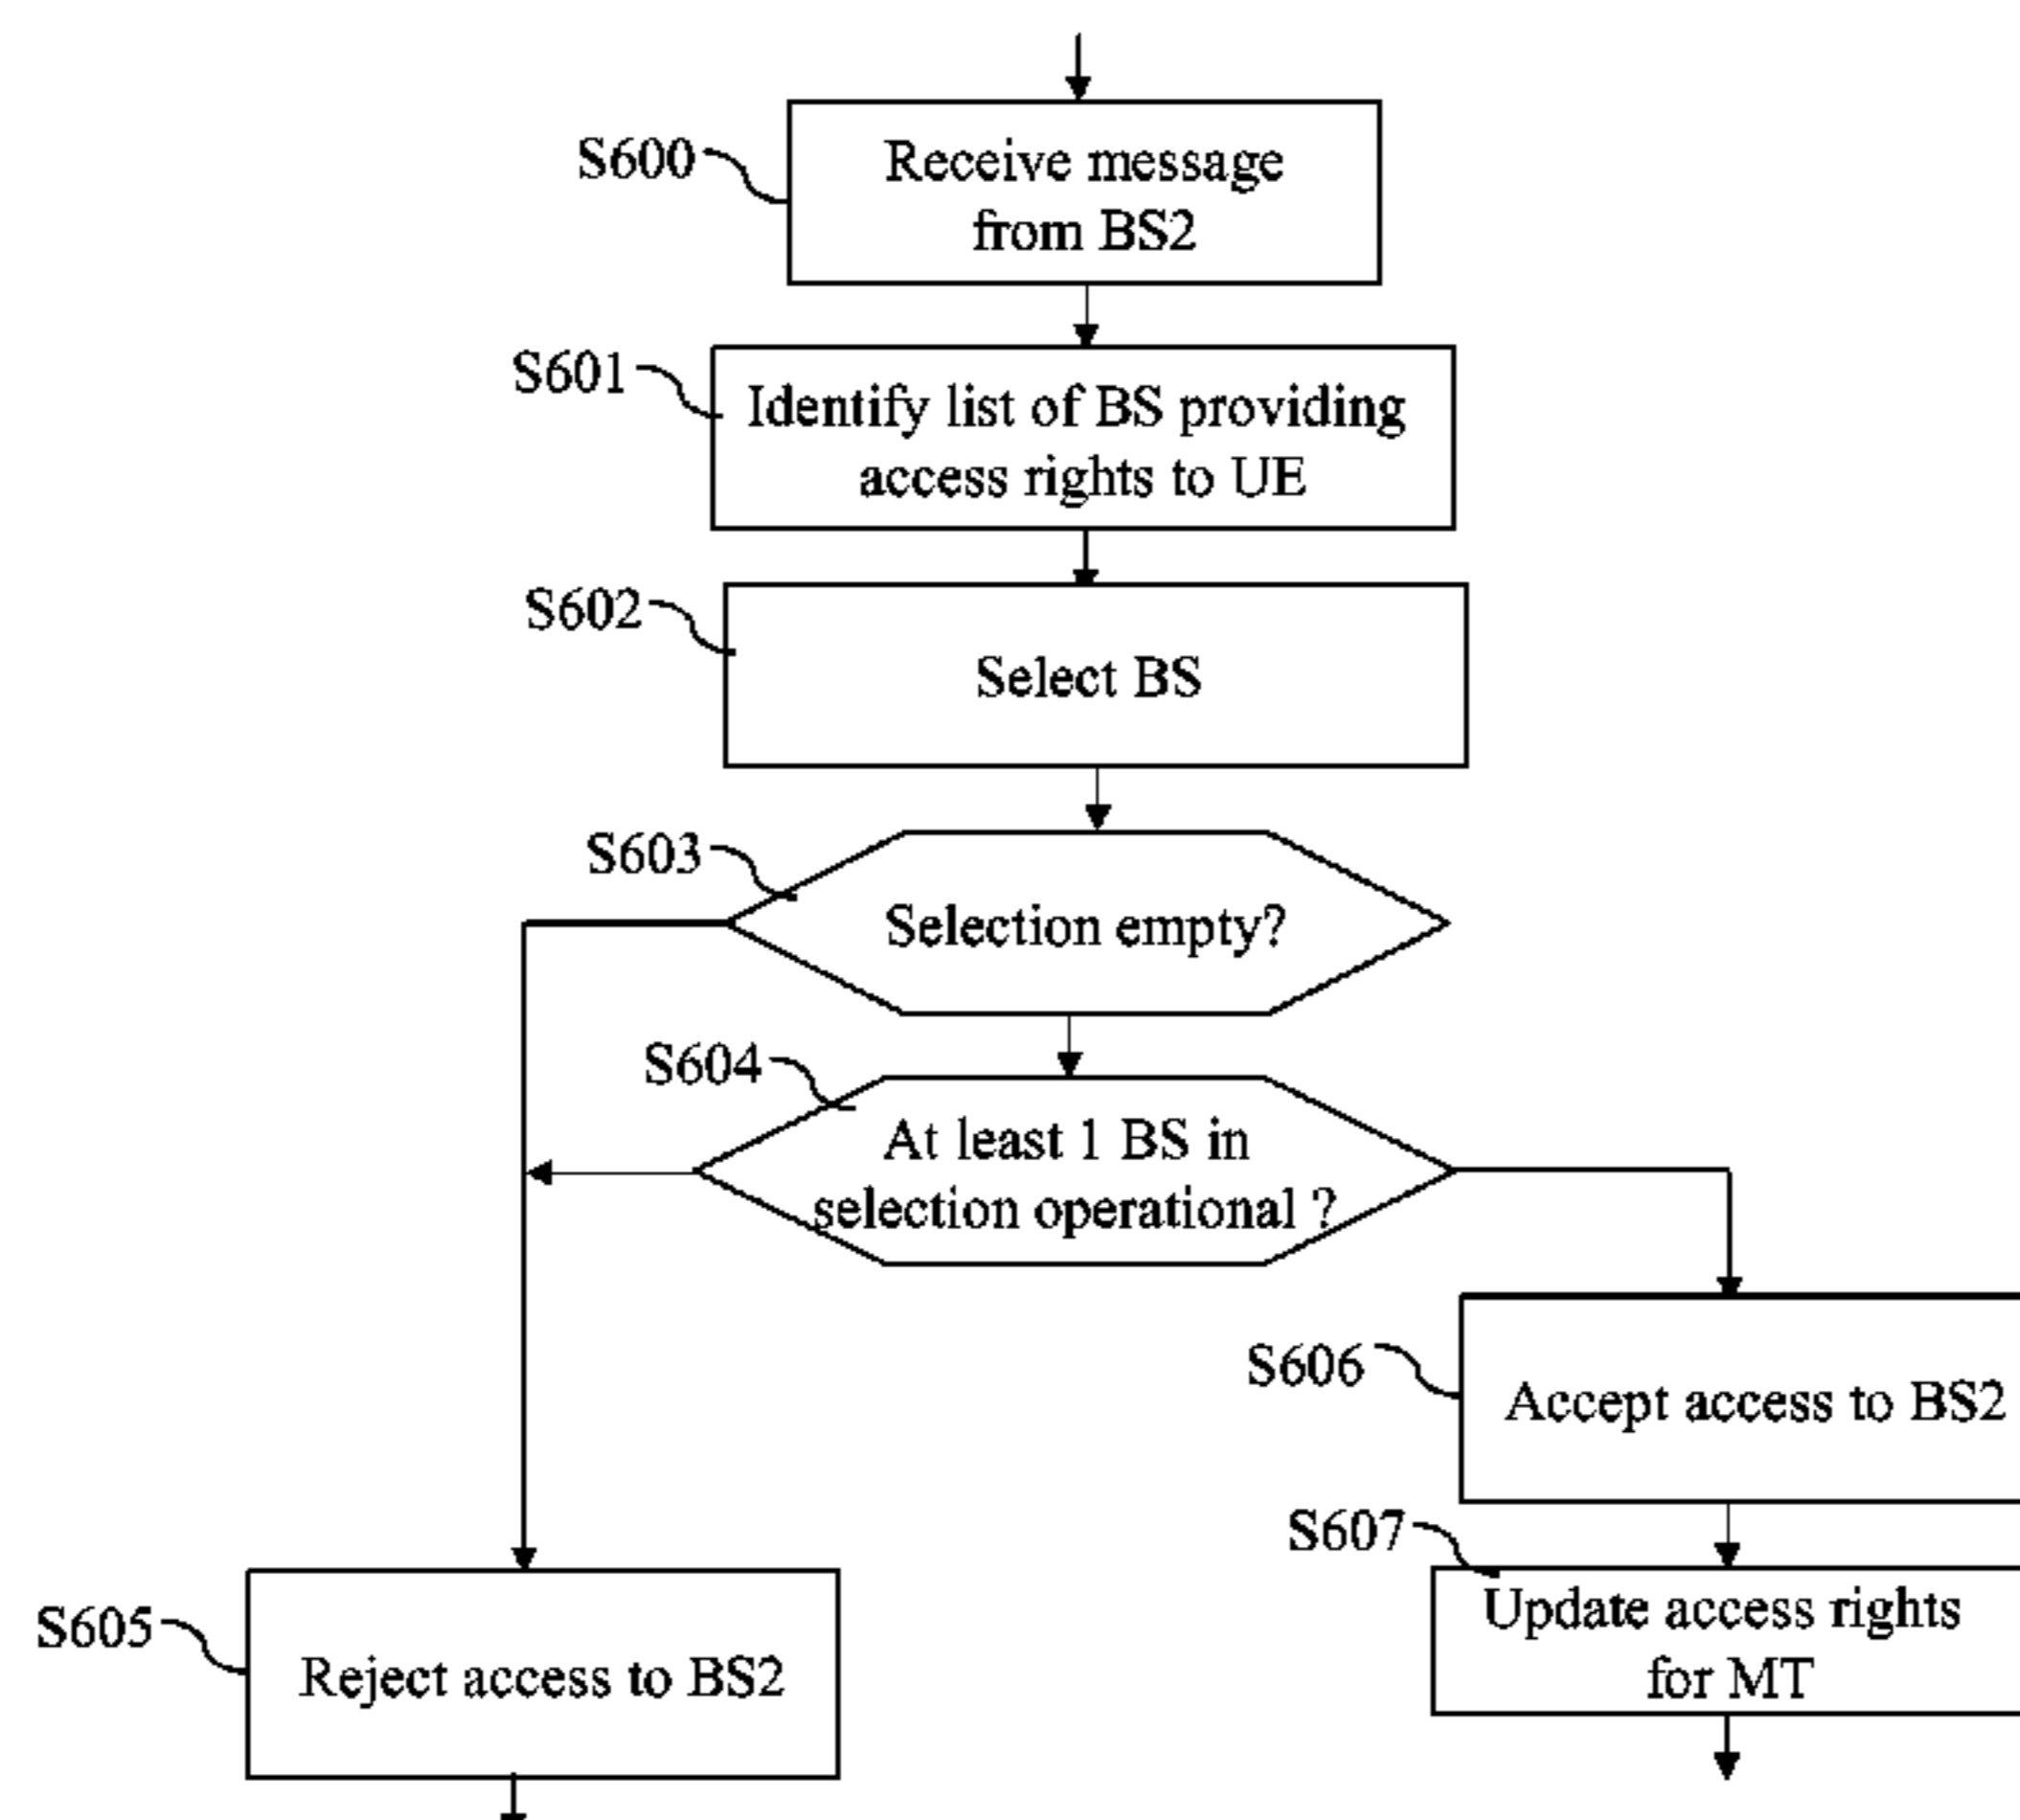 S600
Receive message
from BS2
S601
Identify list of BS providing
access rights to UE
S602
Select BS
S603
Selection empty?
S604
At least 1 BS in
selection operational ?
S606
Accept access to BS2
S607
Update access rights
for MT
S605
Reject access to BS2